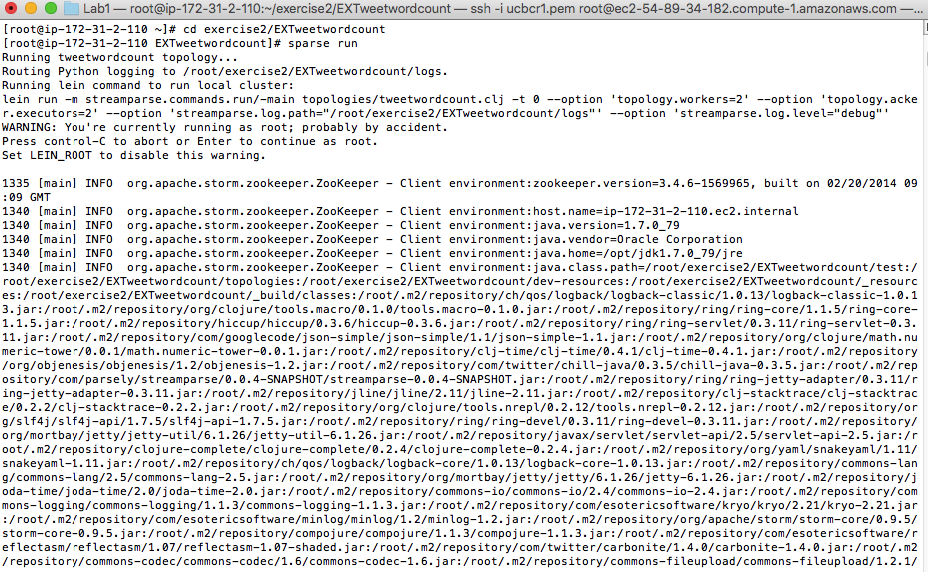 Lab1 — root@ip-172-31-2-110:~/exercise2/EXTweetwordcount — ssh -i ucbcr1.pem root@ec2-54-89-34-182.compute-1.amazonaws.com —...
[root@ip-172-31-2-110 ~]# cd exercise2/EXTweetwordcount
[root@ip-172-31-2-110 EXTweetwordcount]# sparse run
Running tweetwordcount topology...
Routing Python logging to /root/exercise2/EXTweetwordcount/logs.
Running lein command to run local cluster:
lein run -m streamparse.commands.run/-main topologies/tweetwordcount.clj -t 0 --option 'topology.workers=2' --option 'topology.acke
r.executors=2' --option 'streamparse.log.path="/root/exercise2/EXTweetwordcount/logs"' --option 'streamparse.log.level="debug"'
WARNING: You're currently running as root; probably by accident.
Press control-C to abort or Enter to continue as root.
Set LEIN_ROOT to disable this warning.
1335 [main] INFO  org.apache.storm.zookeeper.ZooKeeper - Client environment:zookeeper.version=3.4.6-1569965, built on 02/20/2014 09
:09 GMT
1340 [main] INFO  org.apache.storm.zookeeper.ZooKeeper - Client environment:host.name=ip-172-31-2-110.ec2.internal
1340 [main] INFO  org.apache.storm.zookeeper.ZooKeeper - Client environment:java.version=1.7.0_79
1340 [main] INFO  org.apache.storm.zookeeper.ZooKeeper - Client environment:java.vendor=Oracle Corporation
1340 [main] INFO  org.apache.storm.zookeeper.ZooKeeper - Client environment:java.home=/opt/jdk1.7.0_79/jre
1340 [main] INFO  org.apache.storm.zookeeper.ZooKeeper - Client environment:java.class.path=/root/exercise2/EXTweetwordcount/test:/
root/exercise2/EXTweetwordcount/topologies:/root/exercise2/EXTweetwordcount/dev-resources:/root/exercise2/EXTweetwordcount/_resourc
es:/root/exercise2/EXTweetwordcount/_build/classes:/root/.m2/repository/ch/qos/logback/logback-classic/1.0.13/logback-classic-1.0.1
3.jar:/root/.m2/repository/org/clojure/tools.macro/0.1.0/tools.macro-0.1.0.jar:/root/.m2/repository/ring/ring-core/1.1.5/ring-core-
1.1.5.jar:/root/.m2/repository/hiccup/hiccup/0.3.6/hiccup-0.3.6.jar:/root/.m2/repository/ring/ring-servlet/0.3.11/ring-servlet-0.3.
11.jar:/root/.m2/repository/com/googlecode/json-simple/json-simple/1.1/json-simple-1.1.jar:/root/.m2/repository/org/clojure/math.nu
meric-tower/0.0.1/math.numeric-tower-0.0.1.jar:/root/.m2/repository/clj-time/clj-time/0.4.1/clj-time-0.4.1.jar:/root/.m2/repository
/org/objenesis/objenesis/1.2/objenesis-1.2.jar:/root/.m2/repository/com/twitter/chill-java/0.3.5/chill-java-0.3.5.jar:/root/.m2/rep
ository/com/parsely/streamparse/0.0.4-SNAPSHOT/streamparse-0.0.4-SNAPSHOT.jar:/root/.m2/repository/ring/ring-jetty-adapter/0.3.11/r
ing-jetty-adapter-0.3.11.jar:/root/.m2/repository/jline/jline/2.11/jline-2.11.jar:/root/.m2/repository/clj-stacktrace/clj-stacktrac
e/0.2.2/clj-stacktrace-0.2.2.jar:/root/.m2/repository/org/clojure/tools.nrepl/0.2.12/tools.nrepl-0.2.12.jar:/root/.m2/repository/or
g/slf4j/slf4j-api/1.7.5/slf4j-api-1.7.5.jar:/root/.m2/repository/ring/ring-devel/0.3.11/ring-devel-0.3.11.jar:/root/.m2/repository/
org/mortbay/jetty/jetty-util/6.1.26/jetty-util-6.1.26.jar:/root/.m2/repository/javax/servlet/servlet-api/2.5/servlet-api-2.5.jar:/r
oot/.m2/repository/clojure-complete/clojure-complete/0.2.4/clojure-complete-0.2.4.jar:/root/.m2/repository/org/yaml/snakeyaml/1.11/
snakeyaml-1.11.jar:/root/.m2/repository/ch/qos/logback/logback-core/1.0.13/logback-core-1.0.13.jar:/root/.m2/repository/commons-lan
g/commons-lang/2.5/commons-lang-2.5.jar:/root/.m2/repository/org/mortbay/jetty/jetty/6.1.26/jetty-6.1.26.jar:/root/.m2/repository/j
oda-time/joda-time/2.0/joda-time-2.0.jar:/root/.m2/repository/commons-io/commons-io/2.4/commons-io-2.4.jar:/root/.m2/repository/com
mons-logging/commons-logging/1.1.3/commons-logging-1.1.3.jar:/root/.m2/repository/com/esotericsoftware/kryo/kryo/2.21/kryo-2.21.jar
:/root/.m2/repository/com/esotericsoftware/minlog/minlog/1.2/minlog-1.2.jar:/root/.m2/repository/org/apache/storm/storm-core/0.9.5/
storm-core-0.9.5.jar:/root/.m2/repository/compojure/compojure/1.1.3/compojure-1.1.3.jar:/root/.m2/repository/com/esotericsoftware/r
eflectasm/reflectasm/1.07/reflectasm-1.07-shaded.jar:/root/.m2/repository/com/twitter/carbonite/1.4.0/carbonite-1.4.0.jar:/root/.m2
/repository/commons-codec/commons-codec/1.6/commons-codec-1.6.jar:/root/.m2/repository/commons-fileupload/commons-fileupload/1.2.1/